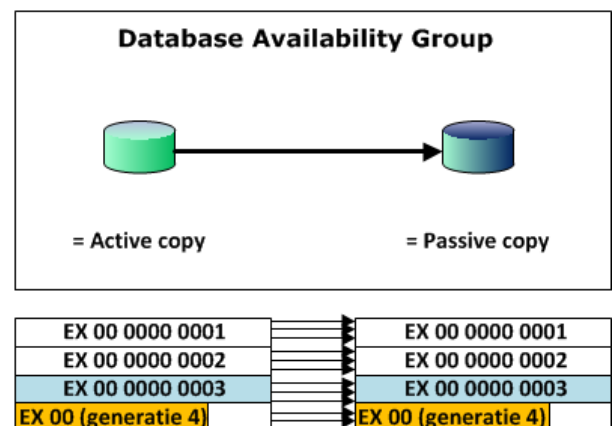 Database Availability Group
= Active copy = Passive copy
EX 00 0000 0001 EX 00 0000 0001
EX 00 0000 0002 EX 00 0000 0002
EX 00 0000 0003 EX 00 0000 0003
EX 00 (generatie 4) EX 00 (generatie 4)